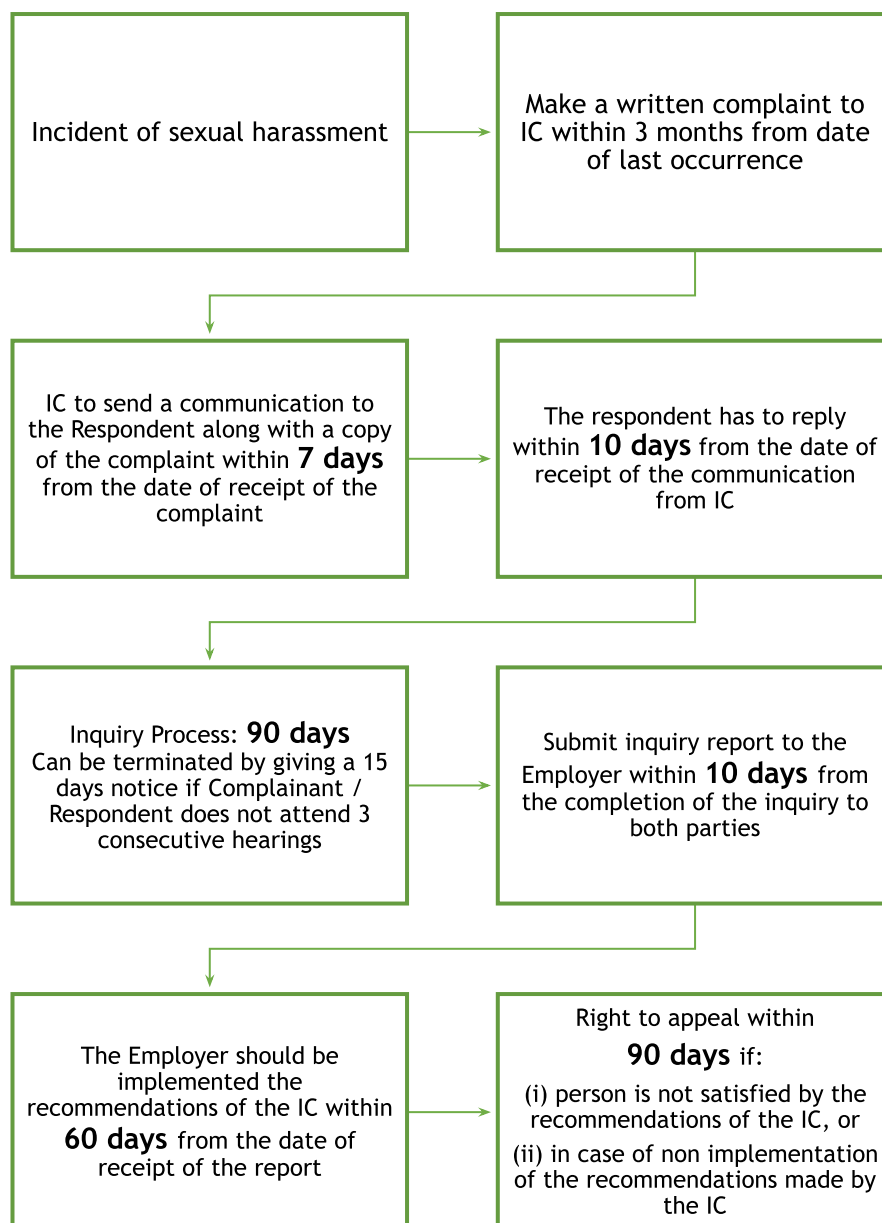 Incident of sexual harassment
Make a written complaint to
IC within 3 months from date
of last occurrence
IC to send a communication to
the Respondent along with a copy
of the complaint within 7 days
from the date of receipt of the
complaint
The respondent has to reply
within 10 days from the date of
receipt of the communication
from IC
Inquiry Process: 90 days
Can be terminated by giving a 15
days notice if Complainant /
Respondent does not attend 3
consecutive hearings
Submit inquiry report to the
Employer within 10 days from
the completion of the inquiry to
both parties
The Employer should be
implemented the
recommendations of the IC within
60 days from the date of
receipt of the report
Right to appeal within
90 days if:
(i) person is not satisfied by the
recommendations of the IC, or
(ii) in case of non implementation
of the recommendations made by
the IC